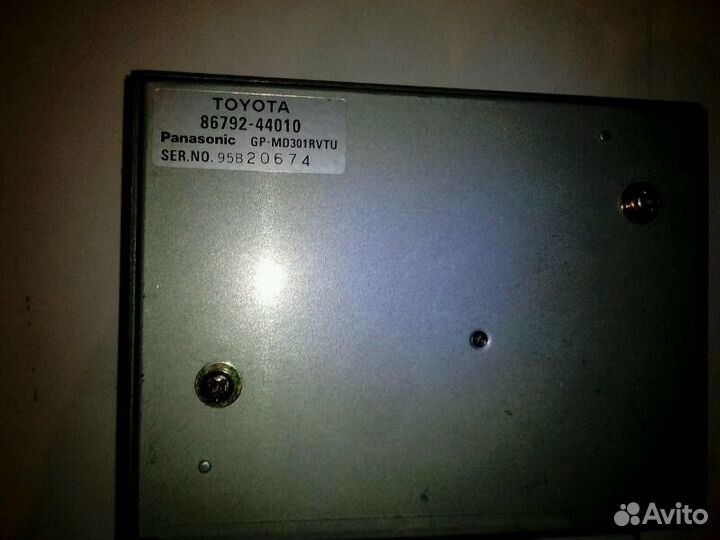 TOYOTA
86792-44010
Panasonic GP-MD301RVTU
SER.NO. 95B20674
Avito